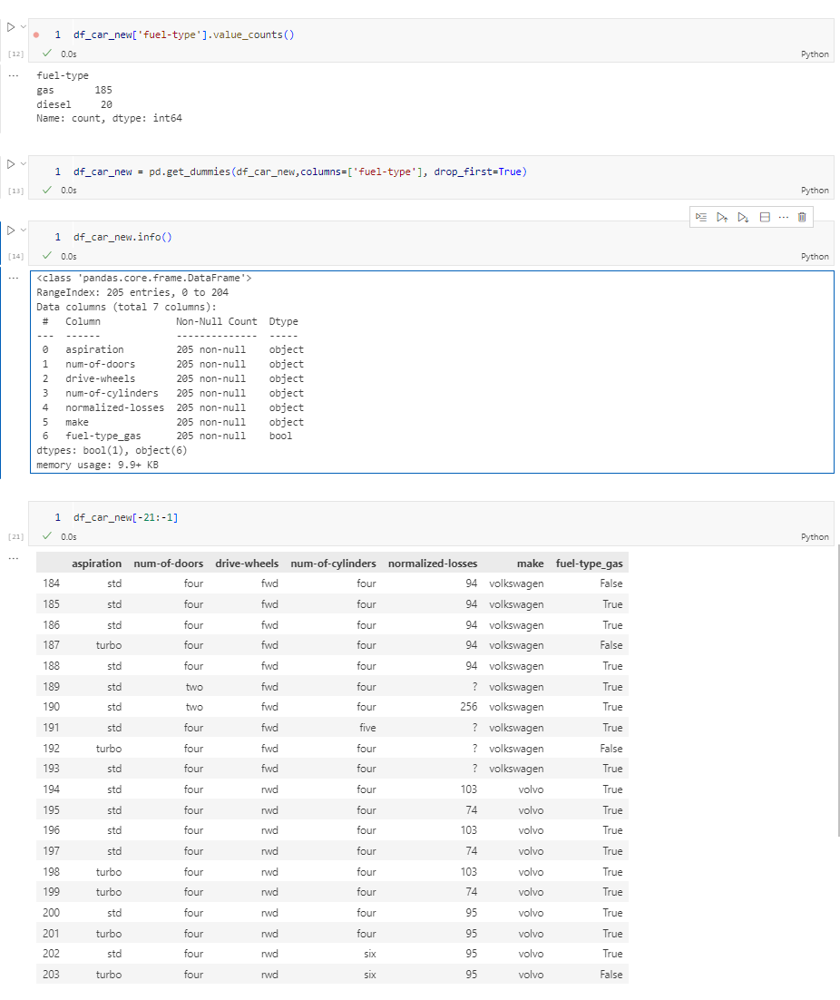 1 df_car_new['fuel-type'].value_counts()
[12] 0.0s Python
... fuel-type
gas 185
diesel 20
Name: count, dtype: int64
1 df_car_new = pd.get_dummies(df_car_new,columns=['fuel-type'], drop_first=True)
[13] 0.0s Python
1 df_car_new.info()
[14] 0.0s Python
... <class 'pandas.core.frame.DataFrame'>
RangeIndex: 205 entries, 0 to 204
Data columns (total 7 columns):
# Column Non-Null Count Dtype
--- ------ -------------- -----
0 aspiration 205 non-null object
1 num-of-doors 205 non-null object
2 drive-wheels 205 non-null object
3 num-of-cylinders 205 non-null object
4 normalized-losses 205 non-null object
5 make 205 non-null object
6 fuel-type_gas 205 non-null bool
dtypes: bool(1), object(6)
memory usage: 9.9+ KB
1 df_car_new[-21:-1]
[21] 0.0s Python
...
aspiration num-of-doors drive-wheels num-of-cylinders normalized-losses make fuel-type_gas
184 std four fwd four 94 volkswagen False
185 std four fwd four 94 volkswagen True
186 std four fwd four 94 volkswagen True
187 turbo four fwd four 94 volkswagen False
188 std four fwd four 94 volkswagen True
189 std two fwd four ? volkswagen True
190 std two fwd four 256 volkswagen True
191 std four fwd five ? volkswagen True
192 turbo four fwd four ? volkswagen False
193 std four fwd four ? volkswagen True
194 std four rwd four 103 volvo True
195 std four rwd four 74 volvo True
196 std four rwd four 103 volvo True
197 std four rwd four 74 volvo True
198 turbo four rwd four 103 volvo True
199 turbo four rwd four 74 volvo True
200 std four rwd four 95 volvo True
201 turbo four rwd four 95 volvo True
202 std four rwd six 95 volvo True
203 turbo four rwd six 95 volvo False